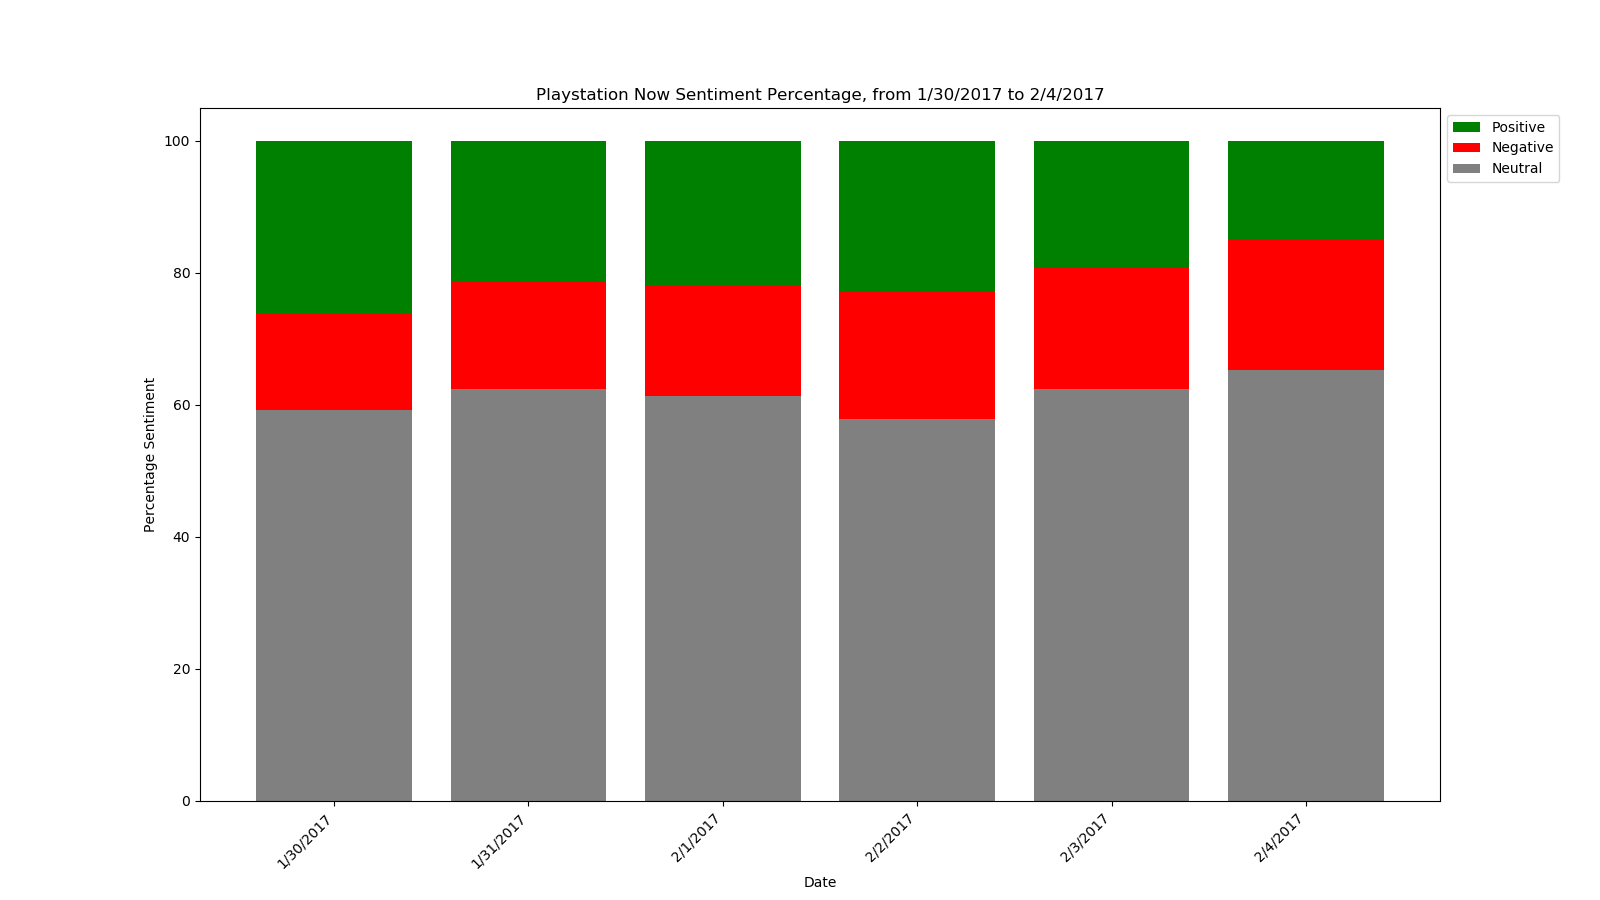 Playstation Now Sentiment Percentage, from 1/30/2017 to 2/4/2017
Positive
Negative
Neutral
100
80
60
40
20
0
Percentage Sentiment
1/30/2017
1/31/2017
2/1/2017
2/2/2017
2/3/2017
2/4/2017
Date